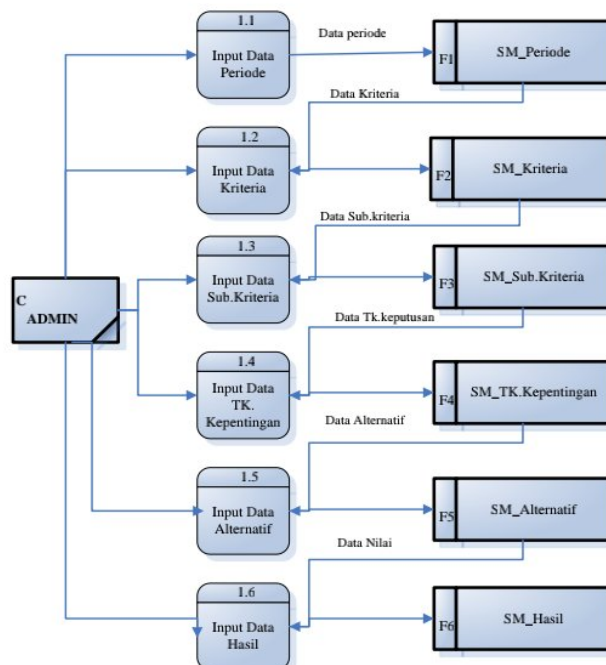 1.1
Input Data
Periode
Data periode
F1
SM_Periode
Data Kriteria
1.2
Input Data
Kriteria
F2
SM_Kriteria
Data Sub.kriteria
1.3
Input Data
Sub.Kriteria
F3
SM_Sub.Kriteria
C
ADMIN
Data Tk.keputusan
1.4
Input Data
TK.
Kepentingan
F4
SM_TK.Kepentingan
Data Alternatif
1.5
Input Data
Alternatif
F5
SM_Alternatif
Data Nilai
1.6
Input Data
Hasil
F6
SM_Hasil